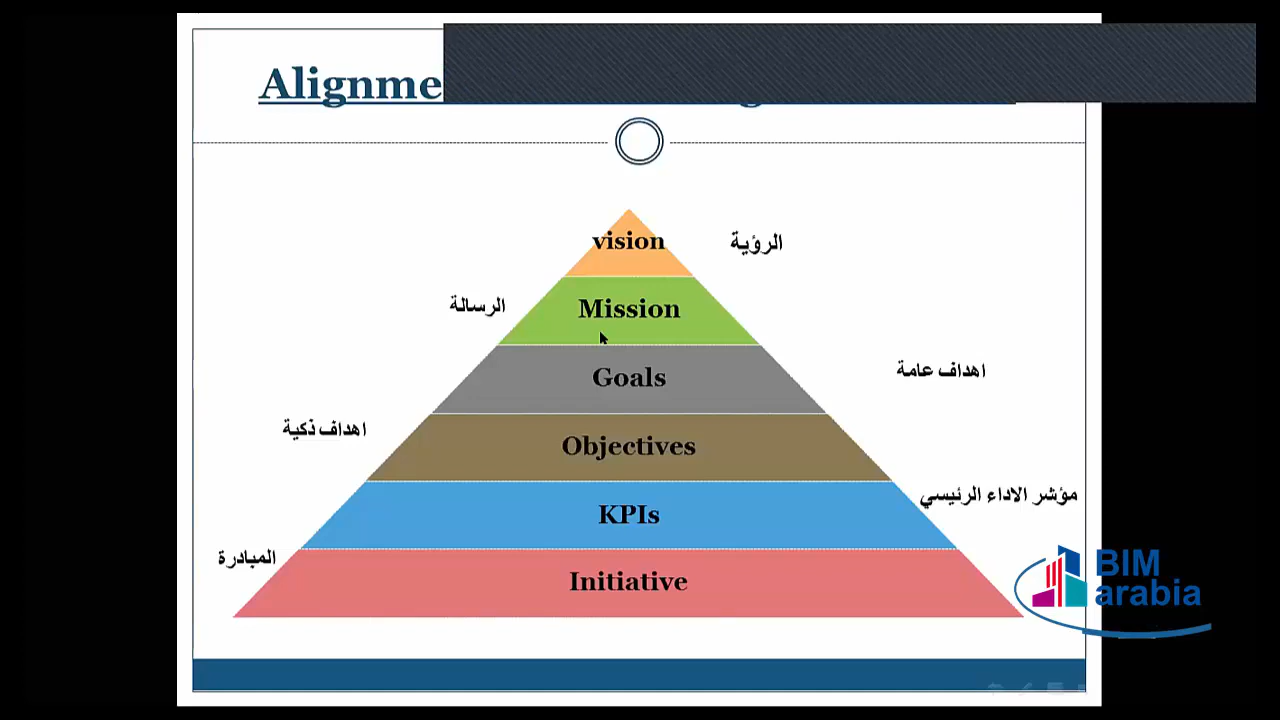 Alignme
vision
الرؤية
الرسالة
Mission
Goals
اهداف عامة
اهداف ذكية
Objectives
مؤشر الاداء الرئيسي
KPIs
المبادرة
Initiative
BIM
arabia